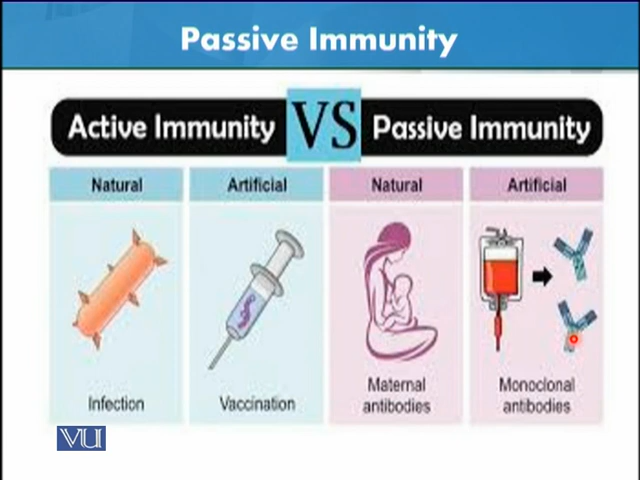 Passive Immunity
Active Immunity VS Passive Immunity
Natural Artificial Natural Artificial
Infection
Vaccination
Maternal
antibodies
Monoclonal
antibodies
VU